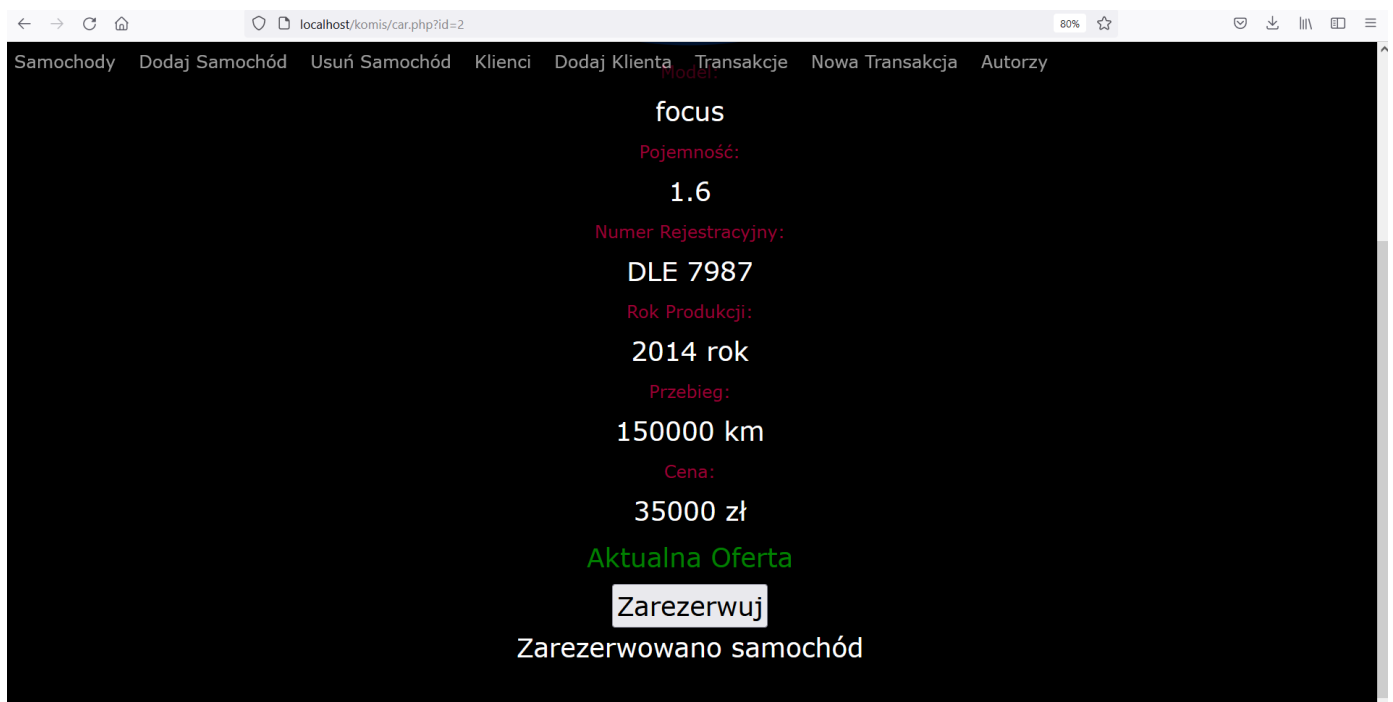 localhost/komis/car.php?id=2
80%
Samochody Dodaj Samochód Usuń Samochód Klienci Dodaj Klienta Transakcje Nowa Transakcja Autorzy
Model:
focus
Pojemność:
1.6
Numer Rejestracyjny:
DLE 7987
Rok Produkcji:
2014 rok
Przebieg:
150000 km
Cena:
35000 zł
Aktualna Oferta
Zarezerwuj
Zarezerwowano samochód